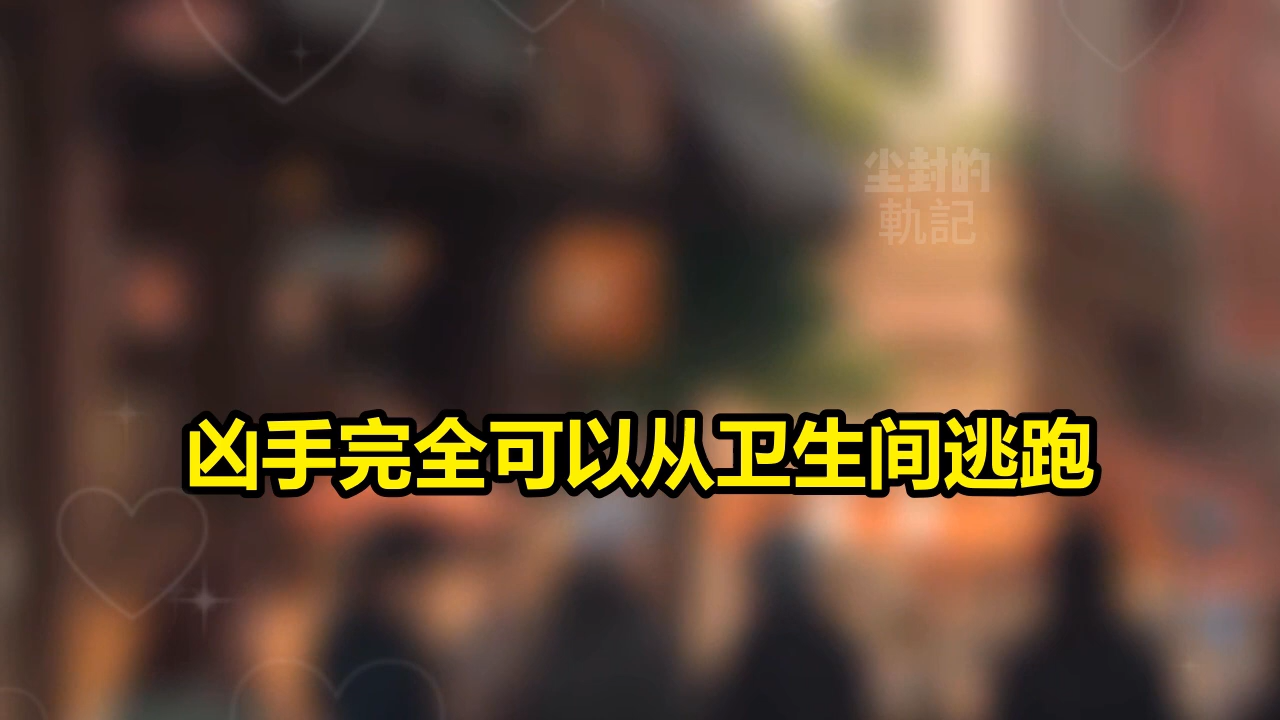 尘封的
軌記
凶手完全可以从卫生间逃跑